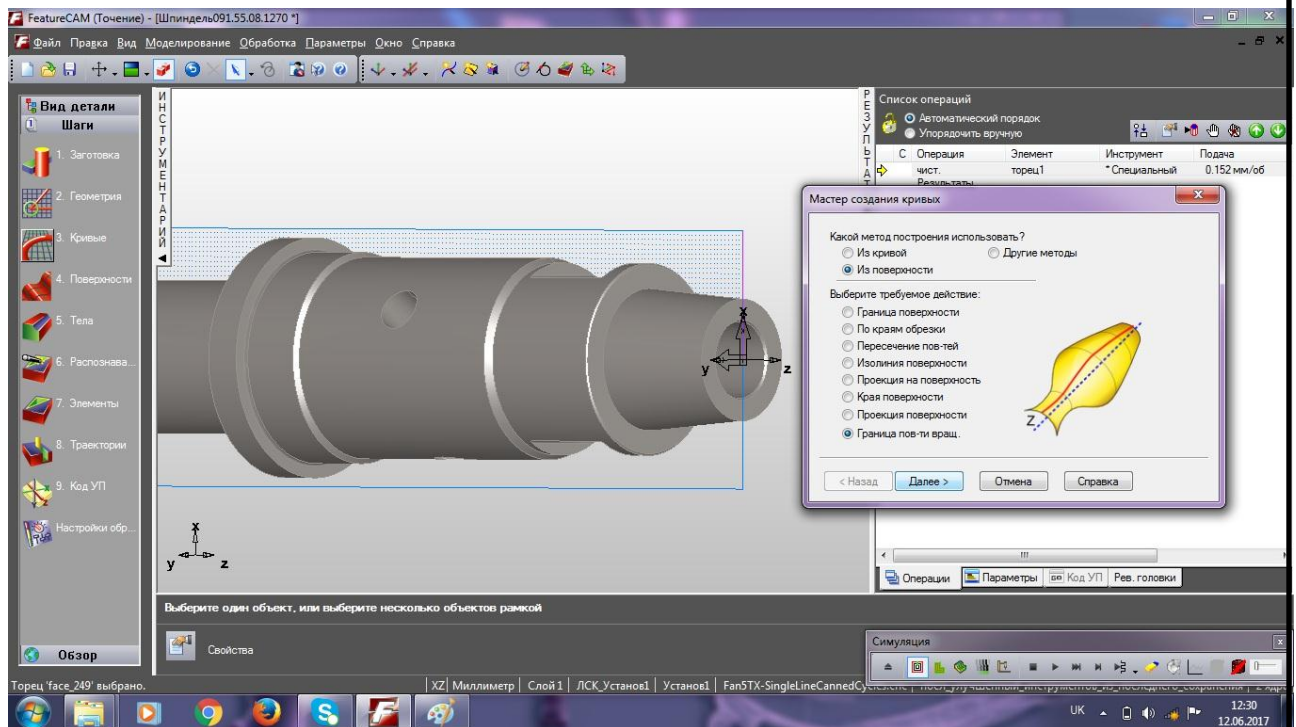 FeatureCAM (Точение) - [Шпиндель091.55.08.1270 *]
Файл Правка Вид Моделирование Обработка Параметры Окно Справка
Вид детали
Шаги
1. Заготовка
2. Геометрия
3. Кривые
4. Поверхности
5. Тела
6. Распознава...
7. Элементы
8. Траектории
9. Код УП
Настройки обр...
Обзор
ИНСТРУМЕНТАРИЙ
x
y
z
x
y
z
РЕЗУЛЬТАТ
Список операций
Автоматический порядок
Упорядочить вручную
С Операция Элемент Инструмент Подача
чист. торец1 *Специальный 0.152 мм/об
Результаты
Мастер создания кривых
Какой метод построения использовать?
Из кривой Другие методы
Из поверхности
Выберите требуемое действие:
Граница поверхности
По краям обрезки
Пересечение пов-тей
Изолиния поверхности
Проекция на поверхность
Края поверхности
Проекция поверхности
Граница пов-ти вращ.
Z
< Назад Далее > Отмена Справка
Операции Параметры Код УП Рев. головки
Выберите один объект, или выберите несколько объектов рамкой
Свойства
Симуляция
Торец 'face_249' выбрано. XZ Миллиметр Слой 1 ЛСК_Установ1 Установ1 Fan5TX-SingleLineCannedCycles.cnc
UK 12:30
12.06.2017